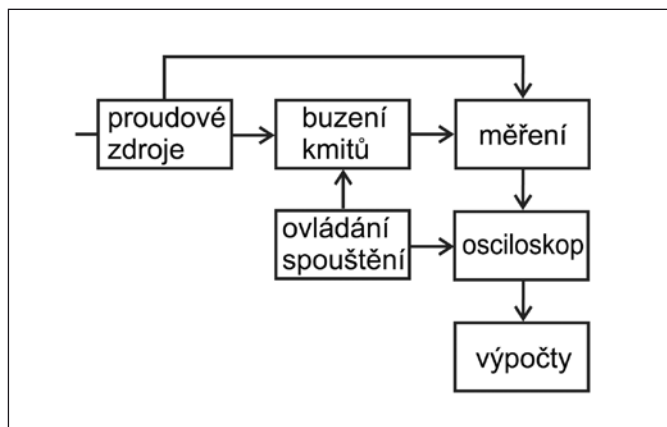 proudové
zdroje
buzení
kmitů
měření
ovládání
spouštění
osciloskop
výpočty